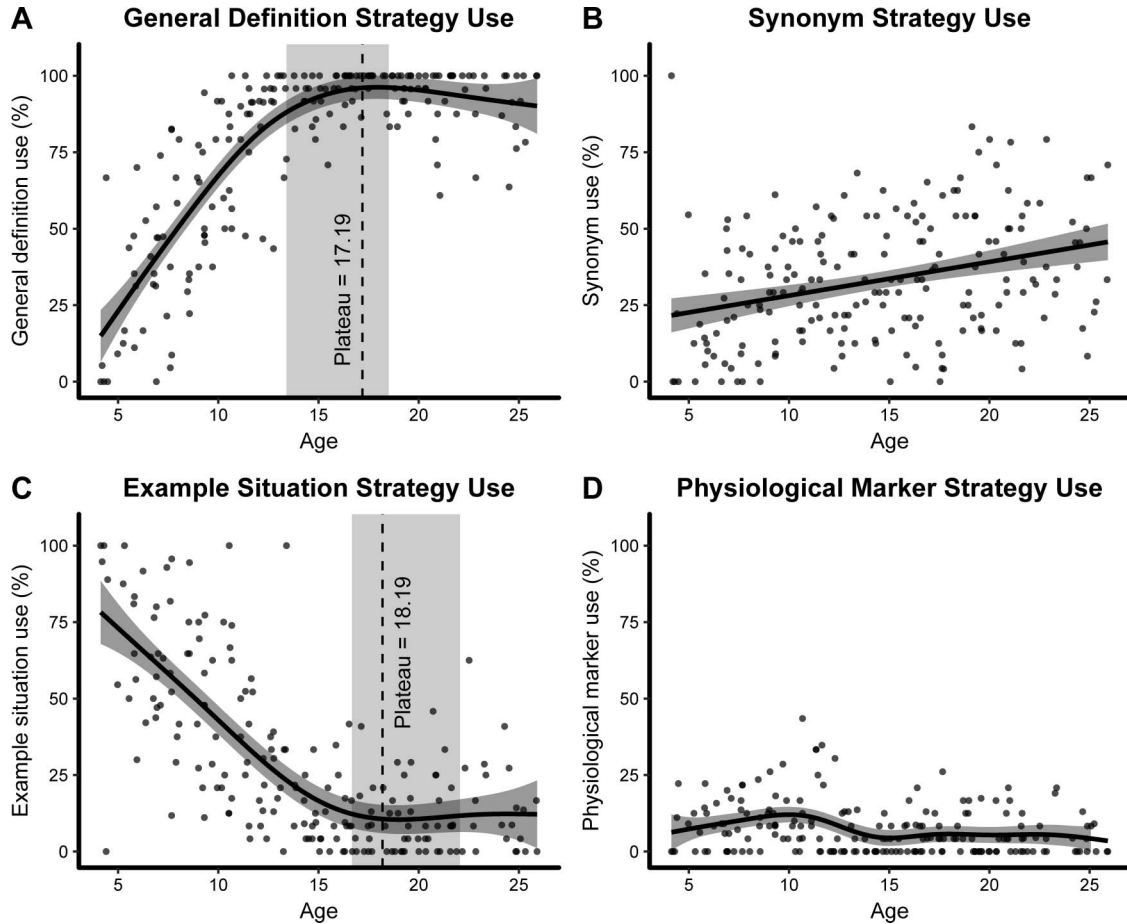 A General Definition Strategy Use
General definition use (%)
100
75
50
25
0
Plateau = 17.19
5 10 15 20 25
Age
B Synonym Strategy Use
Synonym use (%)
100
75
50
25
0
5 10 15 20 25
Age
C Example Situation Strategy Use
Example situation use (%)
100
75
50
25
0
Plateau = 18.19
5 10 15 20 25
Age
D Physiological Marker Strategy Use
Physiological marker use (%)
100
75
50
25
0
5 10 15 20 25
Age